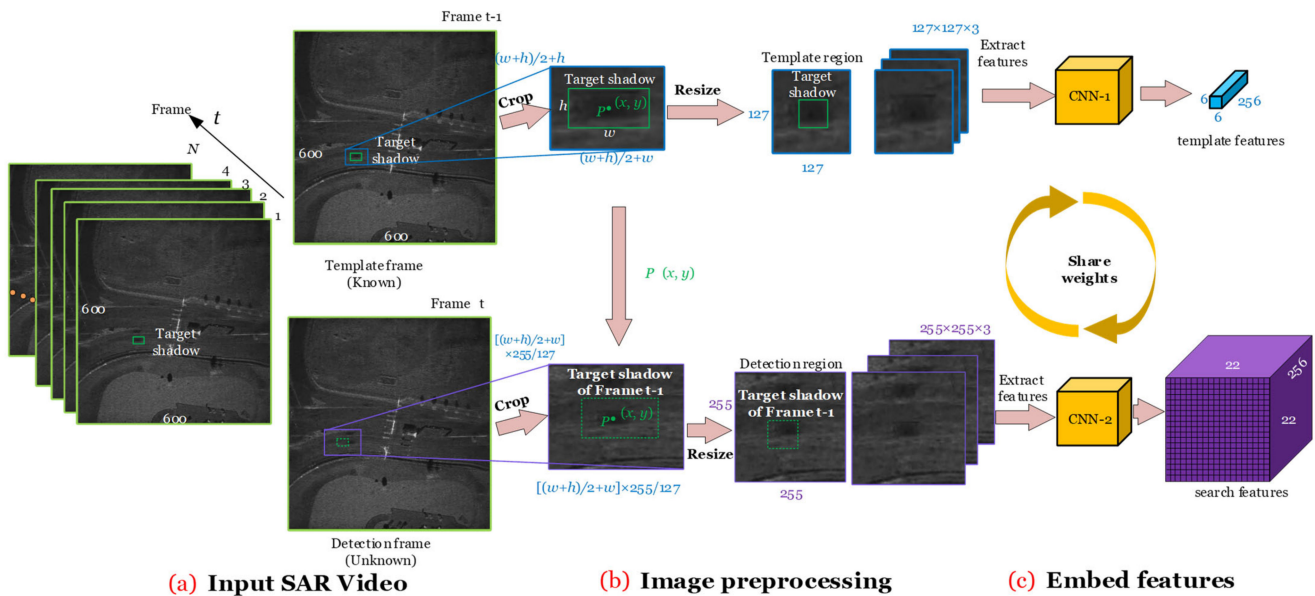 Frame
t
N
4
3
2
1
600
Target
shadow
600
Frame t-1
600
Target
shadow
600
Template frame
(Known)
Frame t
Detection frame
(Unknown)
(w+h)/2+h
Crop
Target shadow
h
P (x, y)
w
(w+h)/2+w
Resize
Template region
Target
shadow
127
127
127×127×3
Extract
features
CNN-1
6
6
256
template features
P (x, y)
Share
weights
[(w+h)/2+w]
×255/127
Crop
Target shadow
of Frame t-1
P (x, y)
[(w+h)/2+w]×255/127
Resize
Detection region
255
Target shadow
of Frame t-1
255
255×255×3
Extract
features
CNN-2
22
256
22
search features
(a) Input SAR Video
(b) Image preprocessing
(c) Embed features